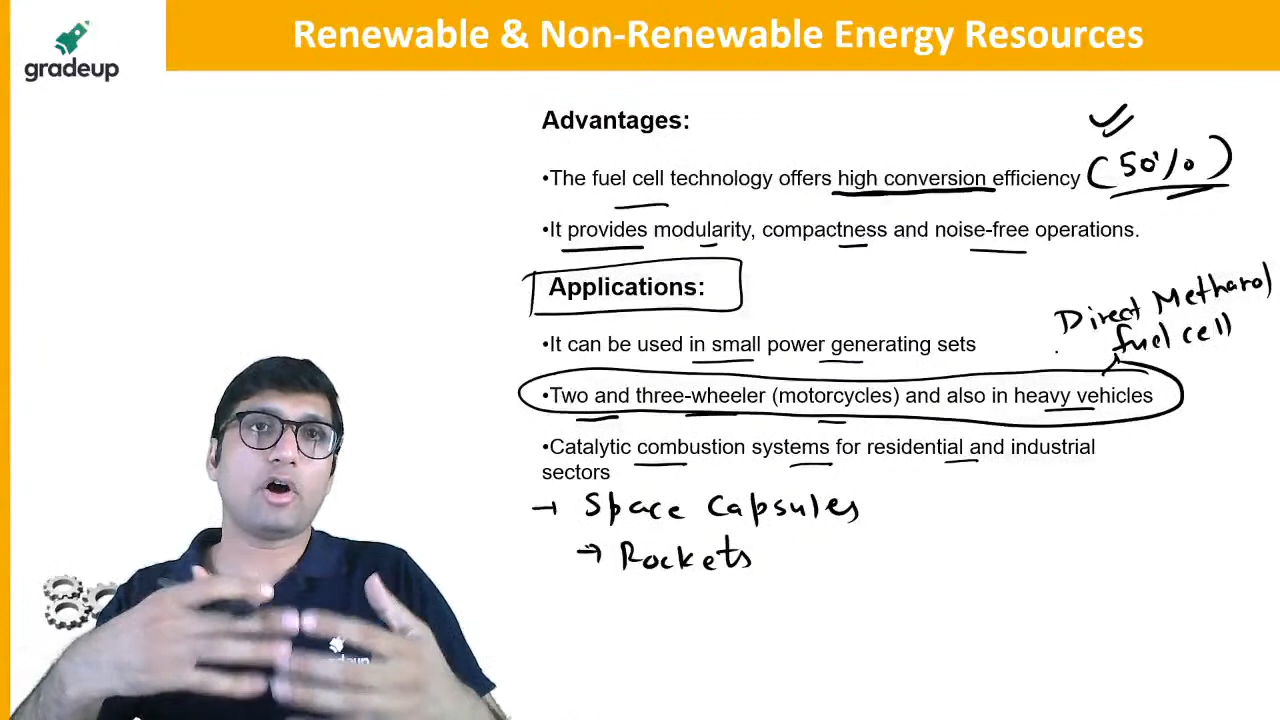 Renewable & Non-Renewable Energy Resources
gradeup
Advantages:
•The fuel cell technology offers high conversion efficiency (50%)
•It provides modularity, compactness and noise-free operations.
Applications:
Direct Methanol
fuel cell
•It can be used in small power generating sets
•Two and three-wheeler (motorcycles) and also in heavy vehicles
•Catalytic combustion systems for residential and industrial
sectors
→ Space Capsules
→ Rockets
gradeup